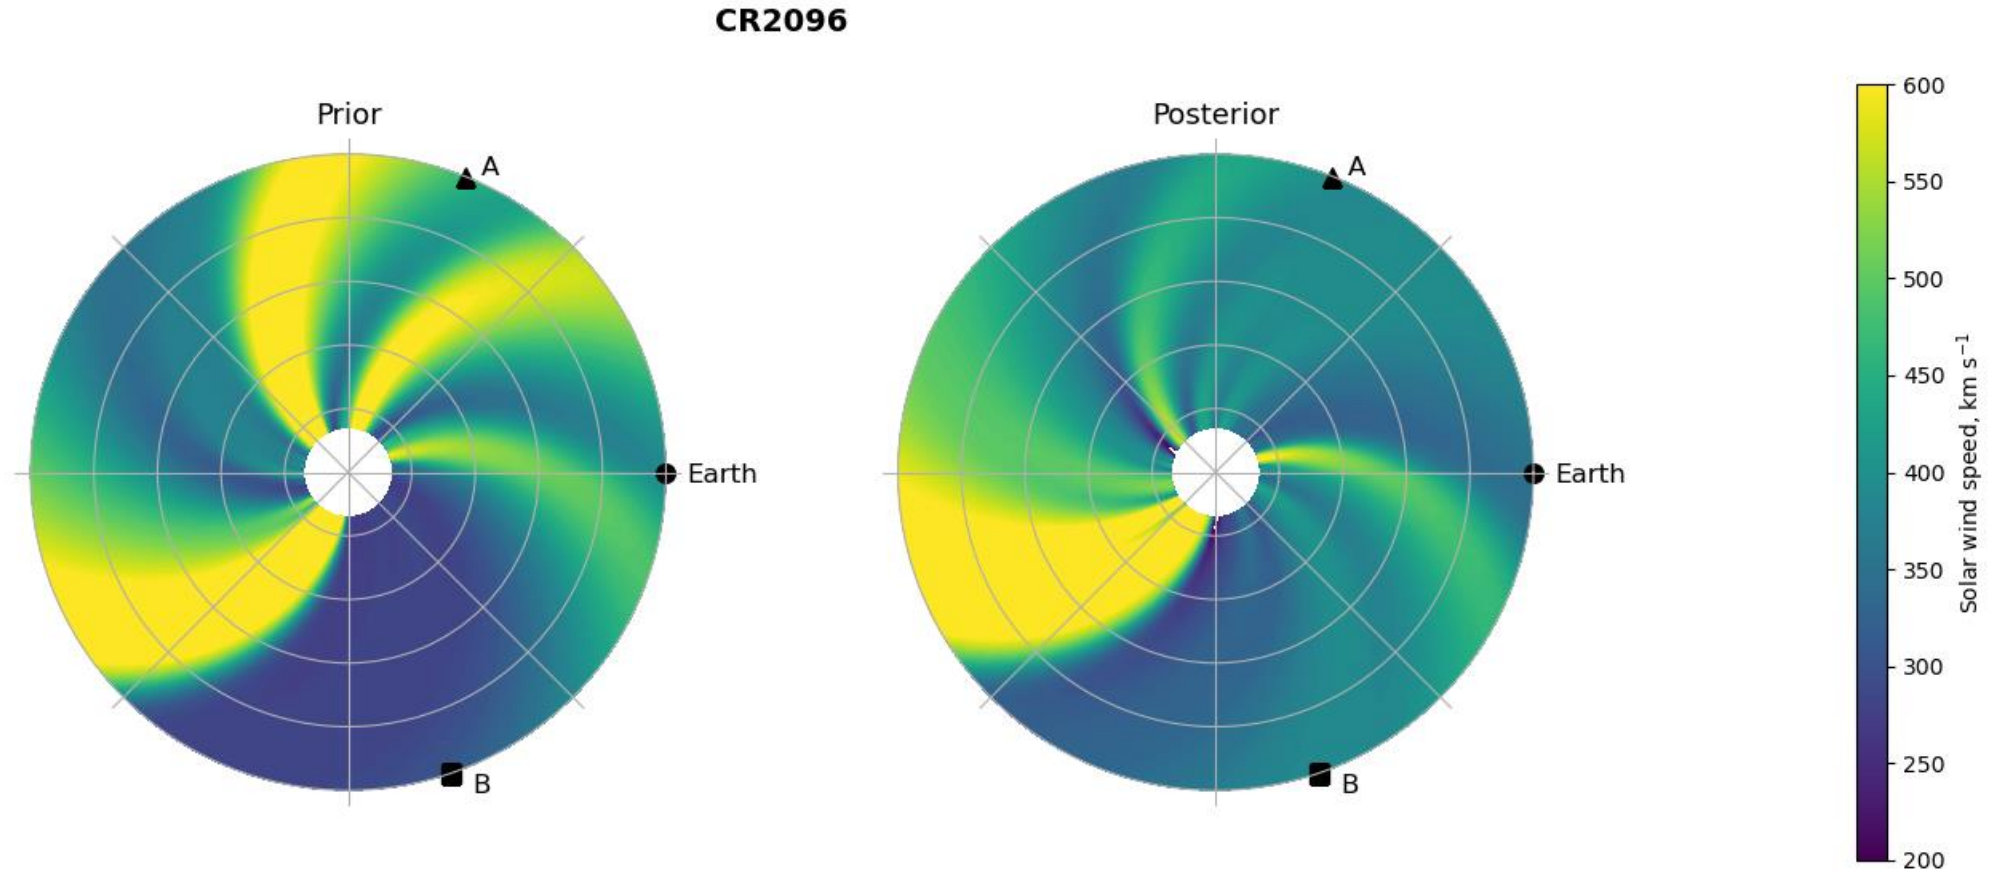 CR2096
Prior
Posterior
A
Earth
B
A
Earth
B
600
550
500
450
400
350
300
250
200
Solar wind speed, km s⁻¹